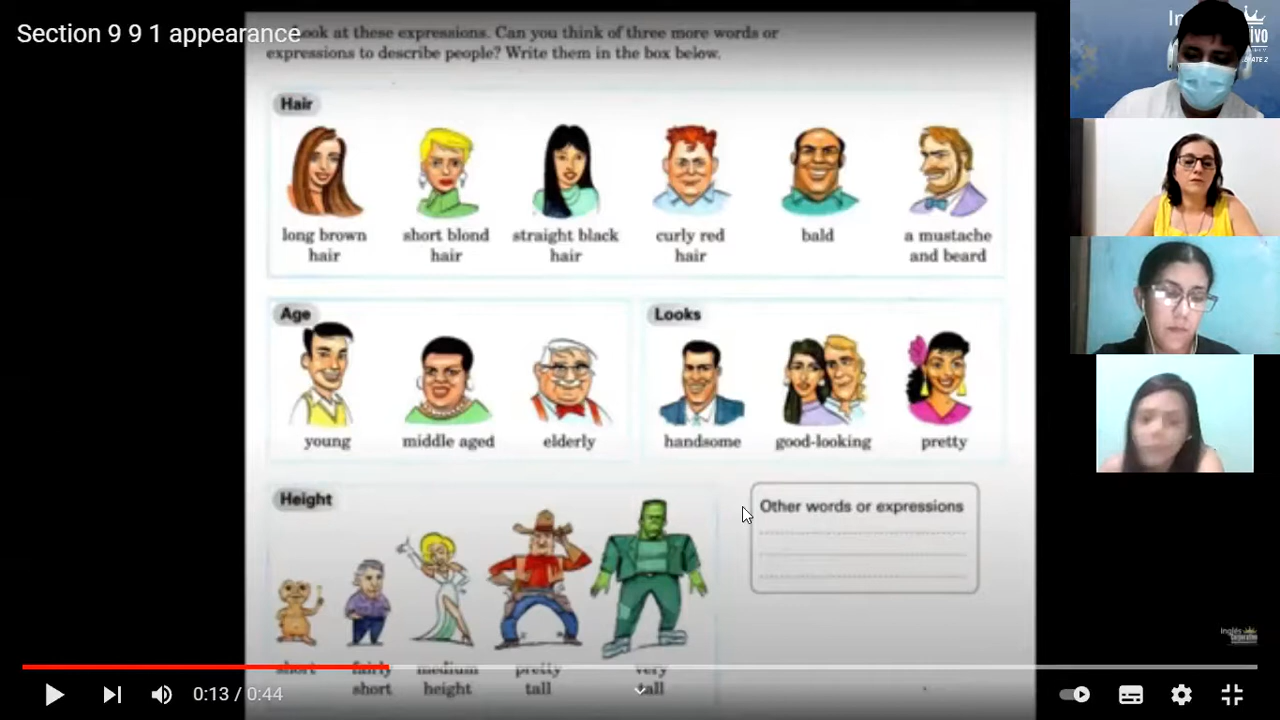 Section 9 9 1 appearance
Look at these expressions. Can you think of three more words or
expressions to describe people? Write them in the box below.
Hair
long brown hair
short blond hair
straight black hair
curly red hair
bald
a mustache and beard
Age
young
middle aged
elderly
Looks
handsome
good-looking
pretty
Height
short
fairly short
medium height
pretty tall
very tall
Other words or expressions
Inglés
Corporativo
0:13 / 0:44